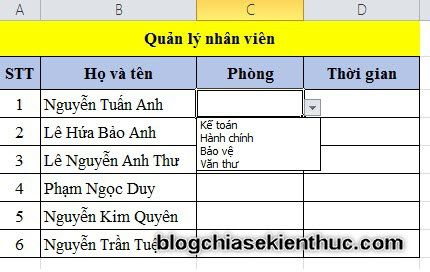 A B C D
Quản lý nhân viên
STT Họ và tên Phòng Thời gian
1 Nguyễn Tuấn Anh
2 Lê Hứa Bảo Anh
3 Lê Nguyễn Anh Thư
4 Phạm Ngọc Duy
5 Nguyễn Kim Quyên
6 Nguyễn Trần
Kế toán
Hành chính
Bảo vệ
Văn thư
blogchiasekienthuc.com